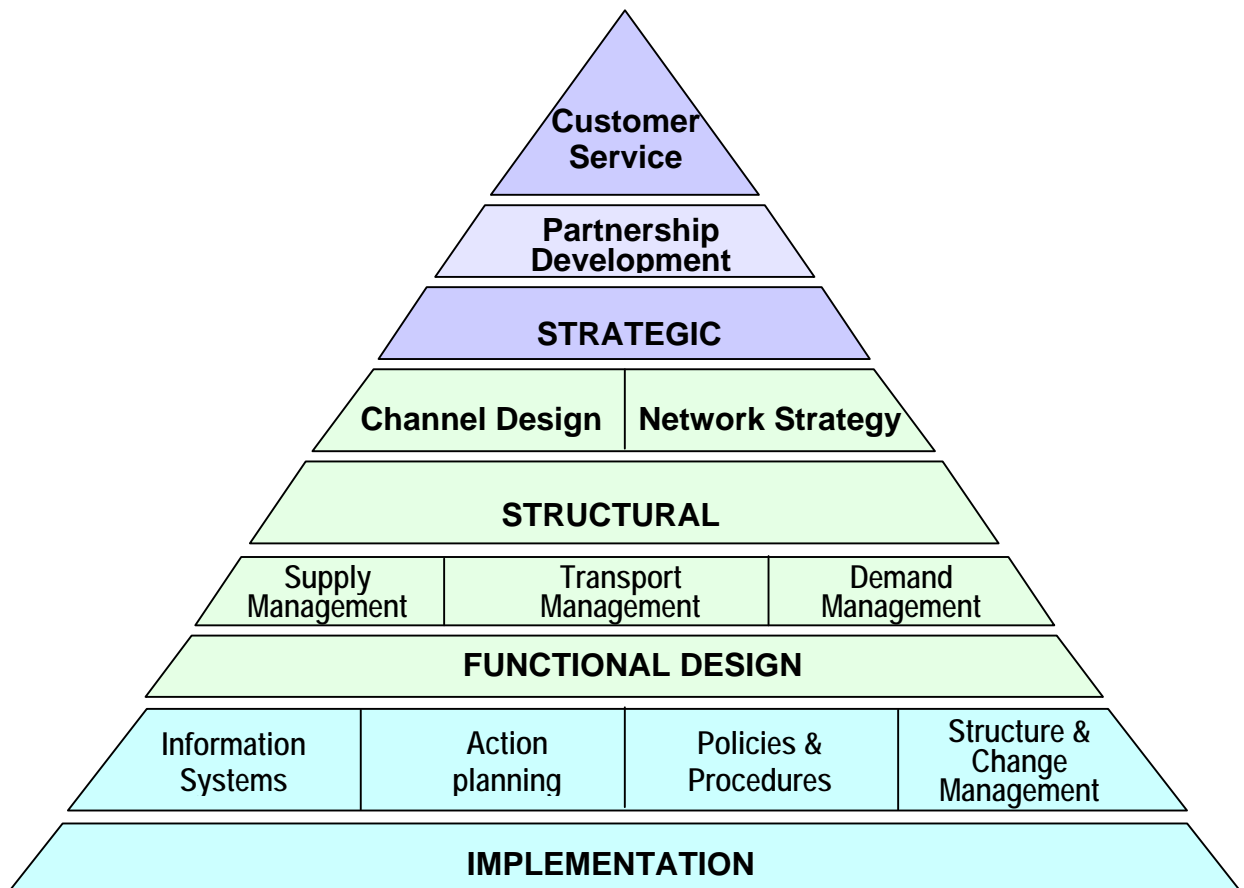 Customer
Service
Partnership
Development
STRATEGIC
Channel Design
Network Strategy
STRUCTURAL
Supply
Management
Transport
Management
Demand
Management
FUNCTIONAL DESIGN
Information
Systems
Action
planning
Policies &
Procedures
Structure &
Change
Management
IMPLEMENTATION